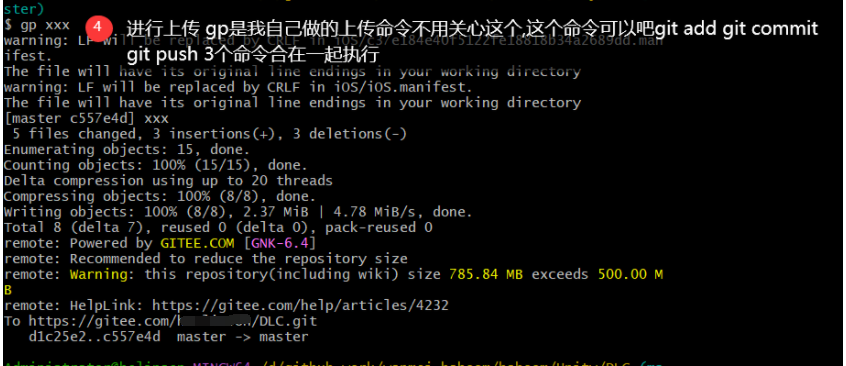 ster)
$ gp xxx
4 进行上传 gp是我自己做的上传命令不用关心这个,这个命令可以吧git add git commit
git push 3个命令合在一起执行
warning: LF will be replaced by CRLF in iOS/c3/e184e40f5122fe18818b34a2689dd.man
ifest.
The file will have its original line endings in your working directory
warning: LF will be replaced by CRLF in iOS/iOS.manifest.
The file will have its original line endings in your working directory
[master c557e4d] xxx
5 files changed, 3 insertions(+), 3 deletions(-)
Enumerating objects: 15, done.
Counting objects: 100% (15/15), done.
Delta compression using up to 20 threads
Compressing objects: 100% (8/8), done.
Writing objects: 100% (8/8), 2.37 MiB | 4.78 MiB/s, done.
Total 8 (delta 7), reused 0 (delta 0), pack-reused 0
remote: Powered by GITEE.COM [GNK-6.4]
remote: Recommended to reduce the repository size
remote: Warning: this repository(including wiki) size 785.84 MB exceeds 500.00 M
B
remote: HelpLink: https://gitee.com/help/articles/4232
To https://gitee.com/h /DLC.git
d1c25e2..c557e4d master -> master